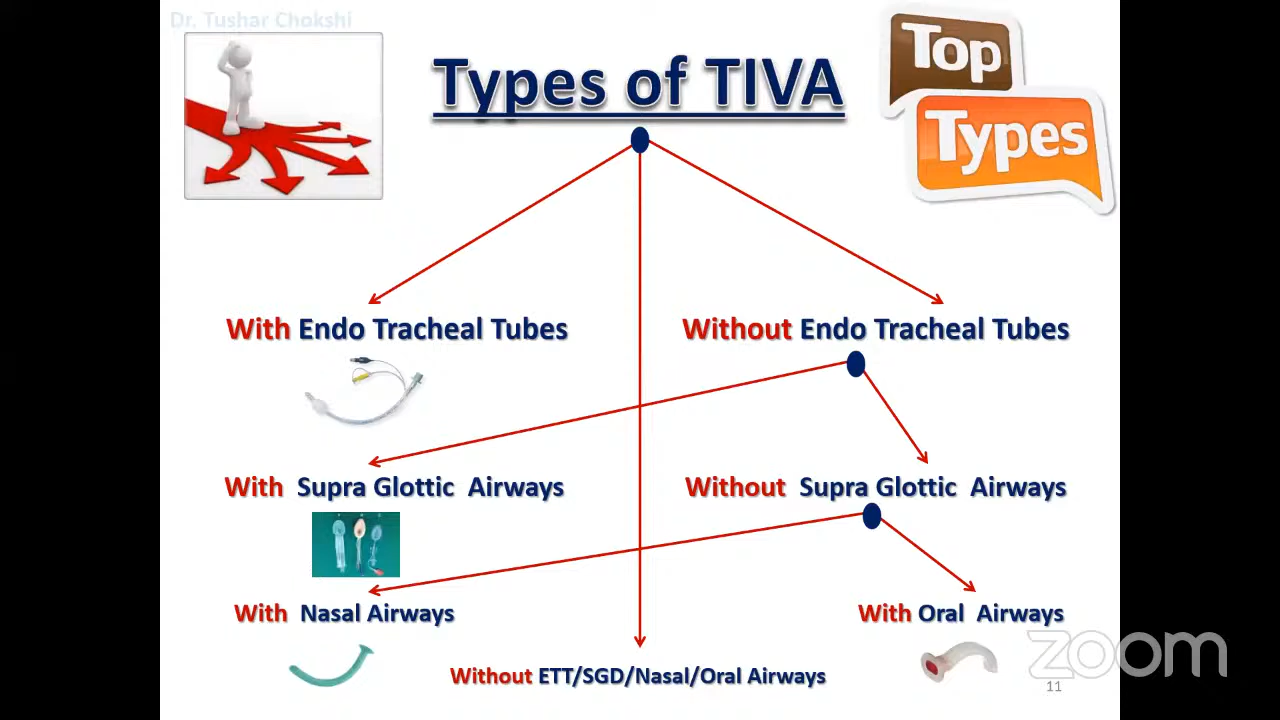 Dr. Tushar Chokshi
Types of TIVA
Top
Types
With Endo Tracheal Tubes
Without Endo Tracheal Tubes
With Supra Glottic Airways
Without Supra Glottic Airways
With Nasal Airways
With Oral Airways
Without ETT/SGD/Nasal/Oral Airways
zoom
11